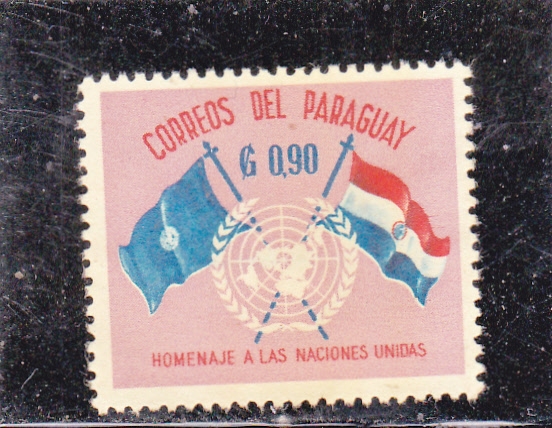 CORREOS DEL PARAGUAY
₲ 0,90
HOMENAJE A LAS NACIONES UNIDAS